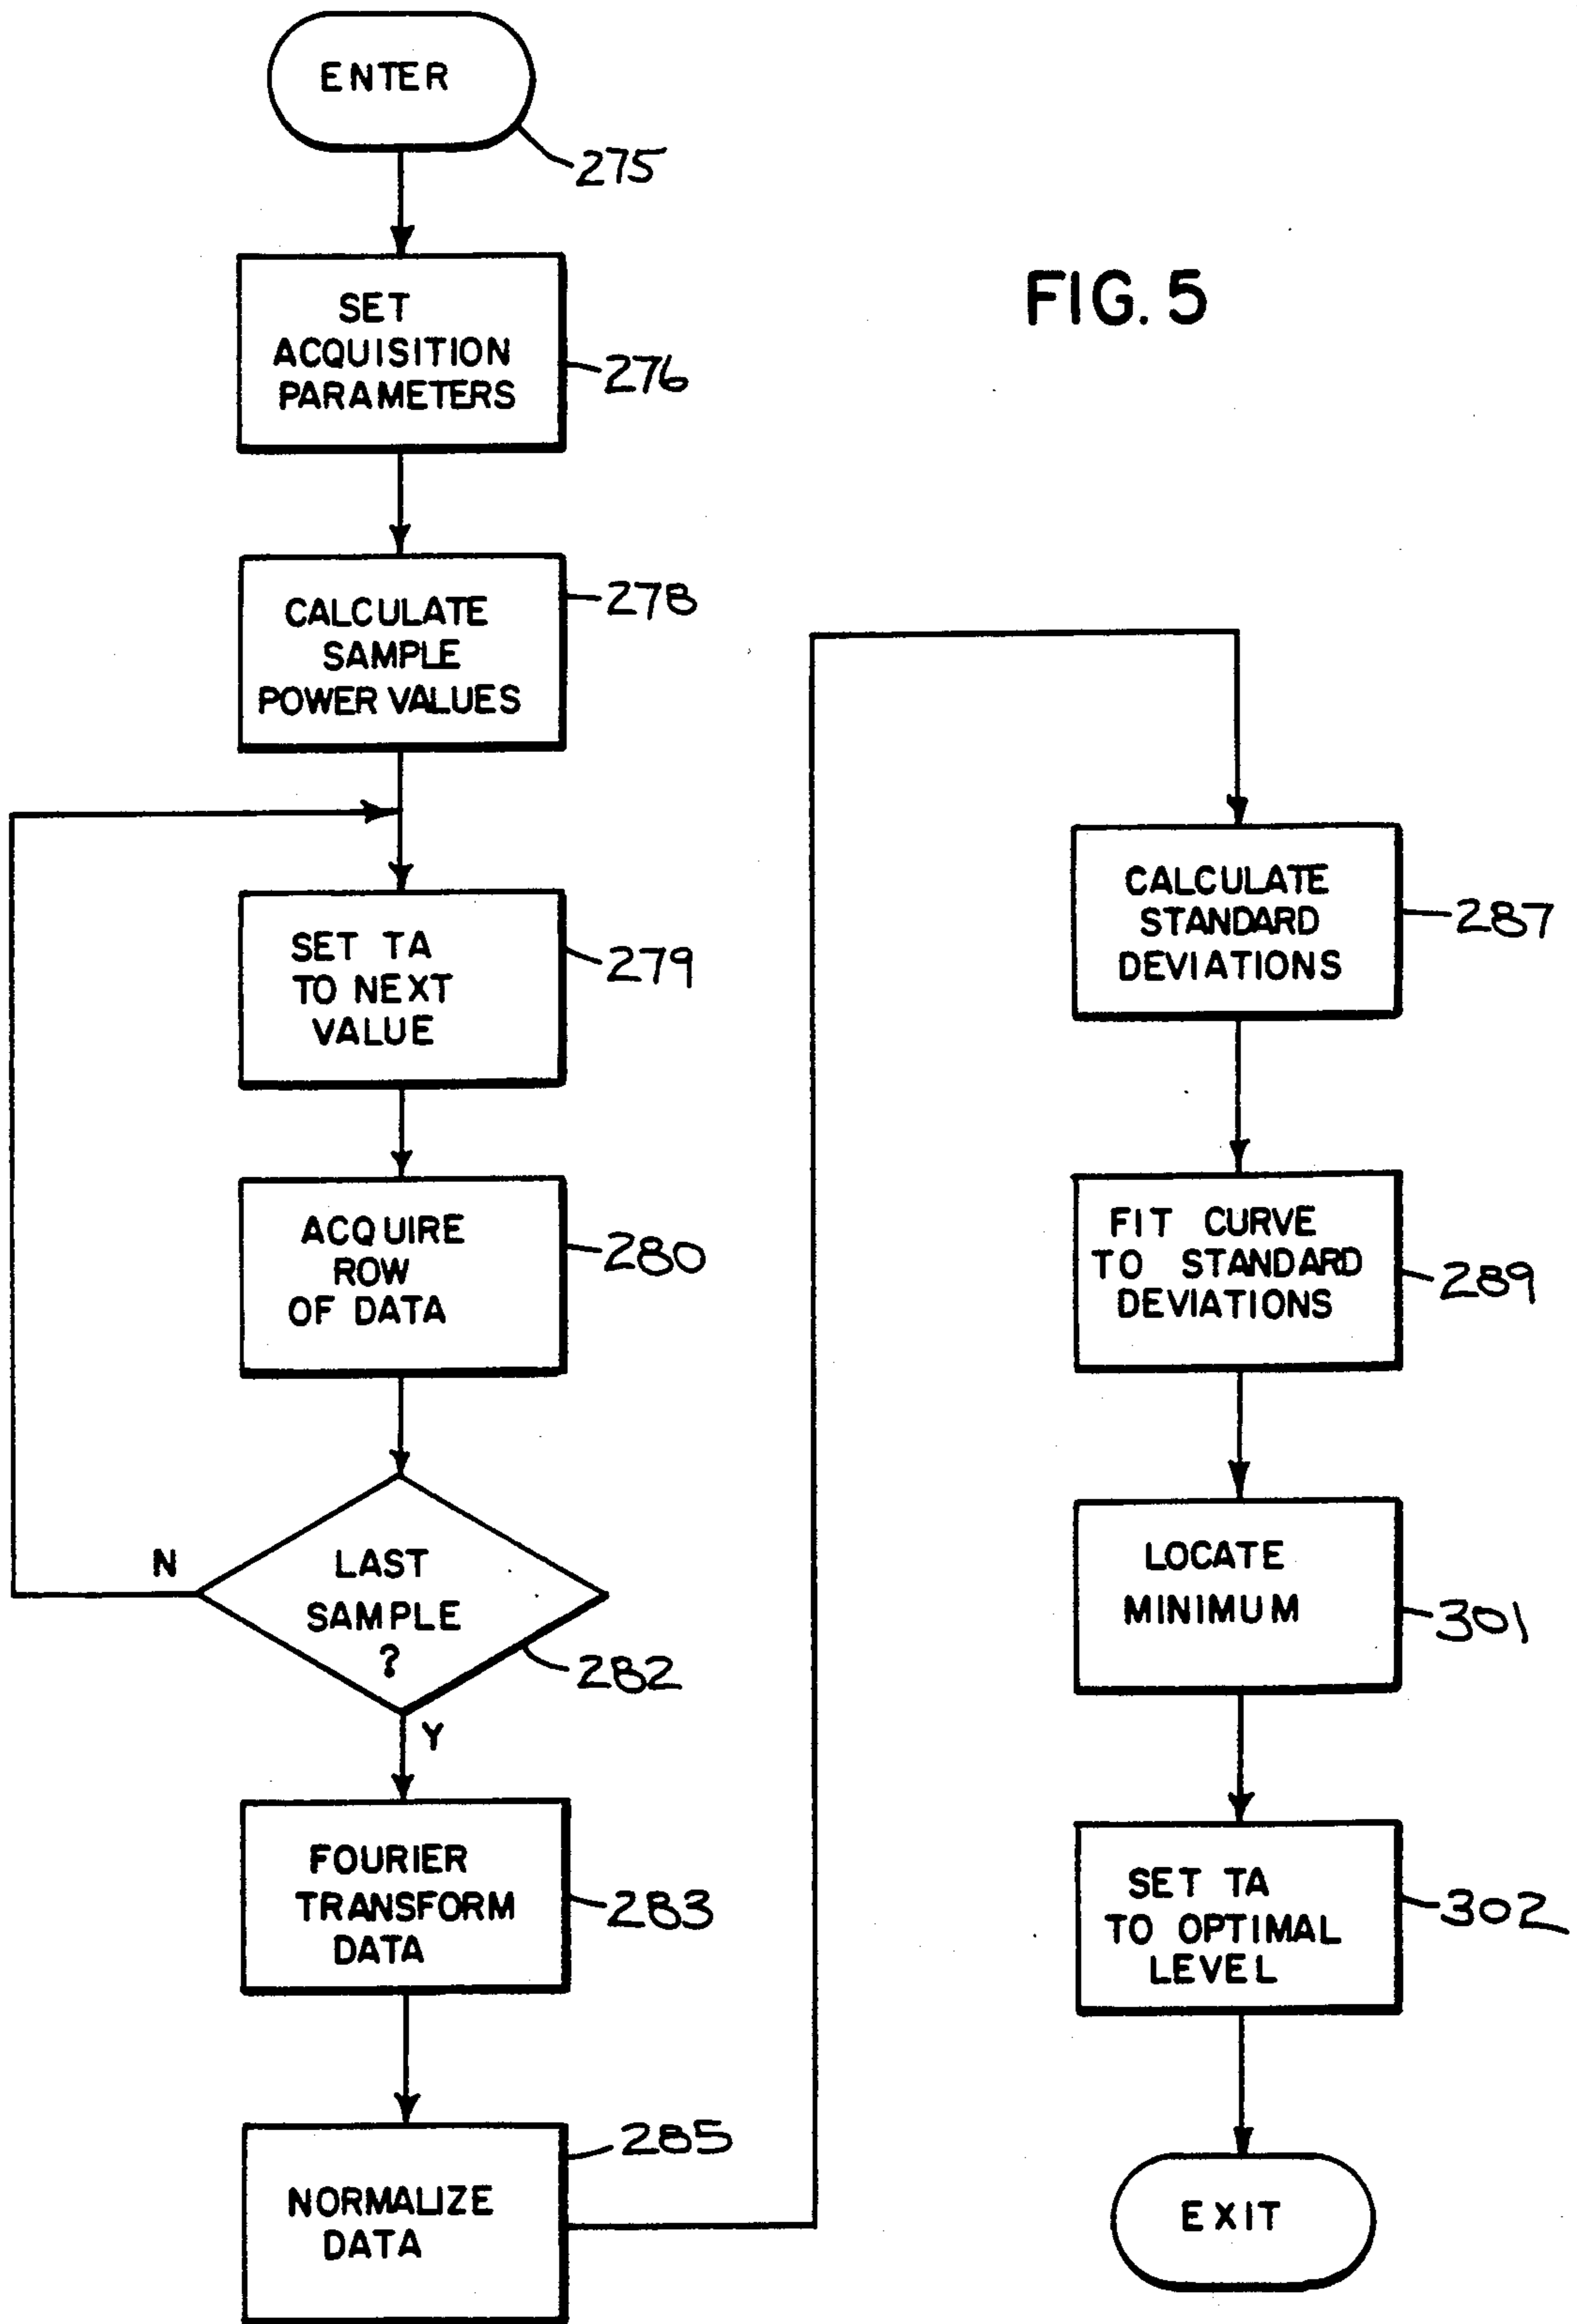 ENTER
275
FIG. 5
SET
ACQUISITION
PARAMETERS
276
CALCULATE
SAMPLE
POWER VALUES
278
SET TA
TO NEXT
VALUE
279
ACQUIRE
ROW
OF DATA
280
N
LAST
SAMPLE
?
282
Y
FOURIER
TRANSFORM
DATA
283
NORMALIZE
DATA
285
CALCULATE
STANDARD
DEVIATIONS
287
FIT CURVE
TO STANDARD
DEVIATIONS
289
LOCATE
MINIMUM
301
SET TA
TO OPTIMAL
LEVEL
302
EXIT